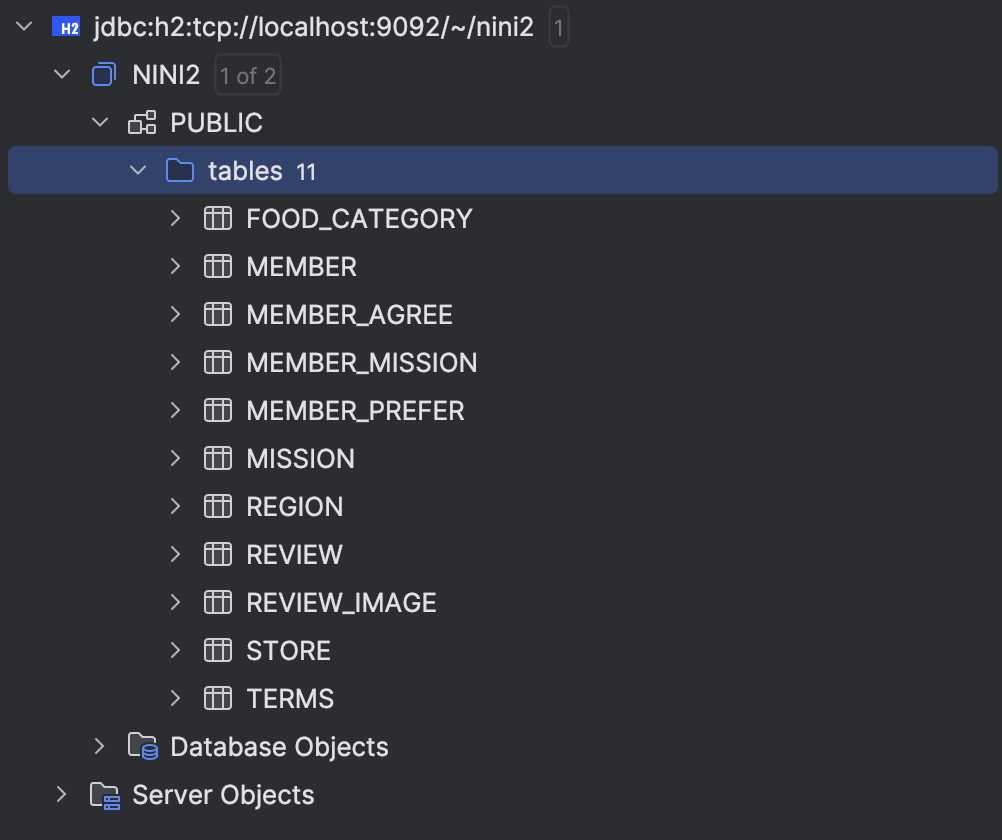 H2 jdbc:h2:tcp://localhost:9092/~/nini2 1
NINI2 1 of 2
PUBLIC
tables 11
FOOD_CATEGORY
MEMBER
MEMBER_AGREE
MEMBER_MISSION
MEMBER_PREFER
MISSION
REGION
REVIEW
REVIEW_IMAGE
STORE
TERMS
Database Objects
Server Objects